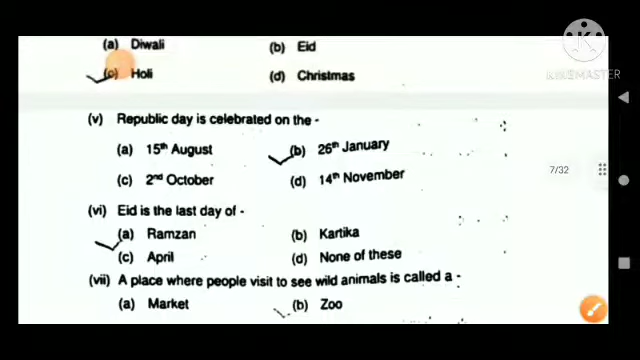 (a) Diwali (b) Eid
(c) Holi (d) Christmas
(v) Republic day is celebrated on the -
(a) 15th August (b) 26th January
(c) 2nd October (d) 14th November
(vi) Eid is the last day of -
(a) Ramzan (b) Kartika
(c) April (d) None of these
(vii) A place where people visit to see wild animals is called a -
(a) Market (b) Zoo
KINEMASTER
7/32